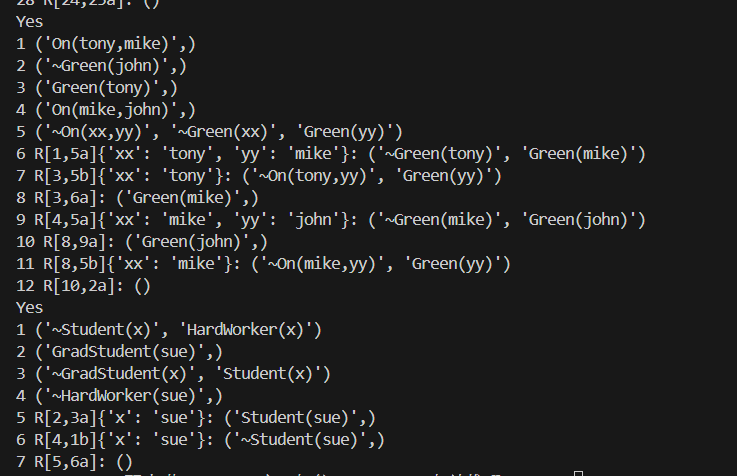 28 R[24,25a]: ()
Yes
1 ('On(tony,mike)',)
2 ('~Green(john)',)
3 ('Green(tony)',)
4 ('On(mike,john)',)
5 ('~On(xx,yy)', '~Green(xx)', 'Green(yy)')
6 R[1,5a]{'xx': 'tony', 'yy': 'mike'}: ('~Green(tony)', 'Green(mike)')
7 R[3,5b]{'xx': 'tony'}: ('~On(tony,yy)', 'Green(yy)')
8 R[3,6a]: ('Green(mike)',)
9 R[4,5a]{'xx': 'mike', 'yy': 'john'}: ('~Green(mike)', 'Green(john)')
10 R[8,9a]: ('Green(john)',)
11 R[8,5b]{'xx': 'mike'}: ('~On(mike,yy)', 'Green(yy)')
12 R[10,2a]: ()
Yes
1 ('~Student(x)', 'HardWorker(x)')
2 ('GradStudent(sue)',)
3 ('~GradStudent(x)', 'Student(x)')
4 ('~HardWorker(sue)',)
5 R[2,3a]{'x': 'sue'}: ('Student(sue)',)
6 R[4,1b]{'x': 'sue'}: ('~Student(sue)',)
7 R[5,6a]: ()